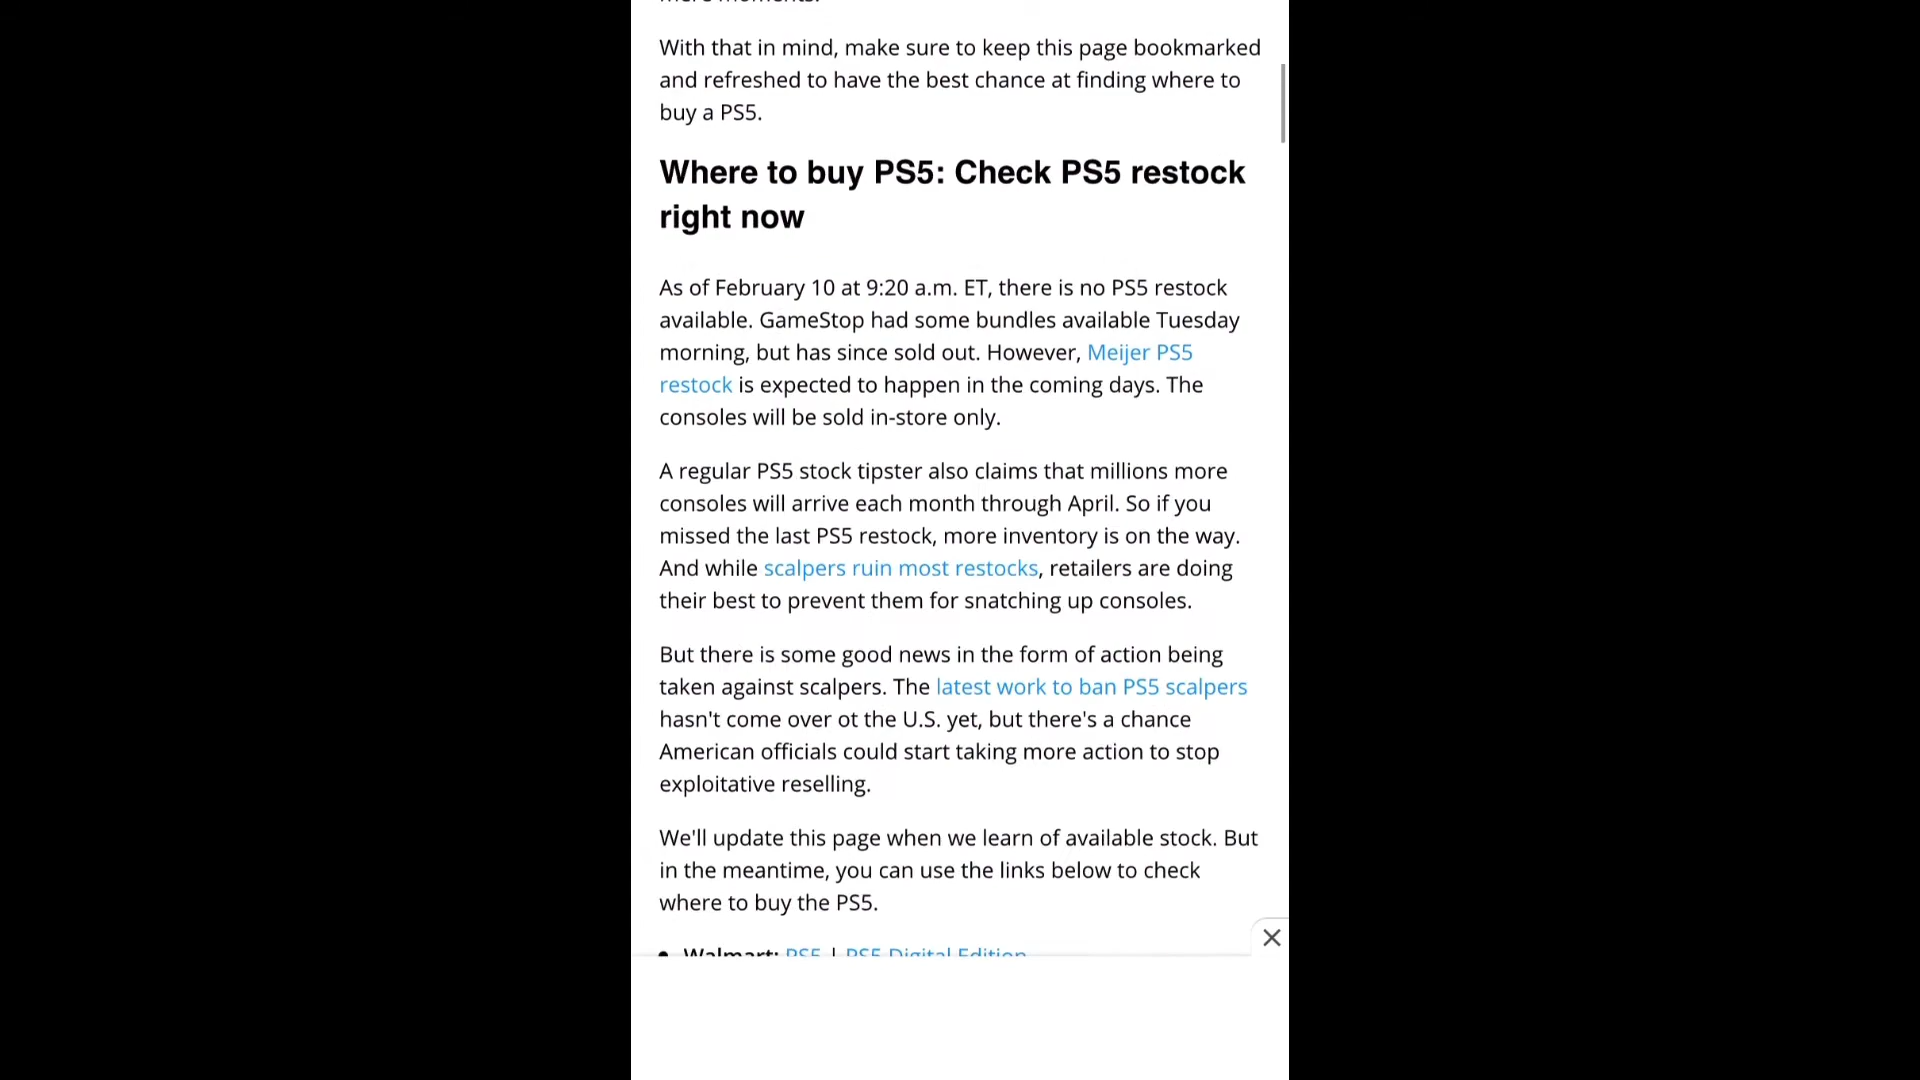 mere moments.
With that in mind, make sure to keep this page bookmarked
and refreshed to have the best chance at finding where to
buy a PS5.
Where to buy PS5: Check PS5 restock
right now
As of February 10 at 9:20 a.m. ET, there is no PS5 restock
available. GameStop had some bundles available Tuesday
morning, but has since sold out. However, Meijer PS5
restock is expected to happen in the coming days. The
consoles will be sold in-store only.
A regular PS5 stock tipster also claims that millions more
consoles will arrive each month through April. So if you
missed the last PS5 restock, more inventory is on the way.
And while scalpers ruin most restocks, retailers are doing
their best to prevent them for snatching up consoles.
But there is some good news in the form of action being
taken against scalpers. The latest work to ban PS5 scalpers
hasn't come over ot the U.S. yet, but there's a chance
American officials could start taking more action to stop
exploitative reselling.
We'll update this page when we learn of available stock. But
in the meantime, you can use the links below to check
where to buy the PS5.
• Walmart: PS5 | PS5 Digital Edition